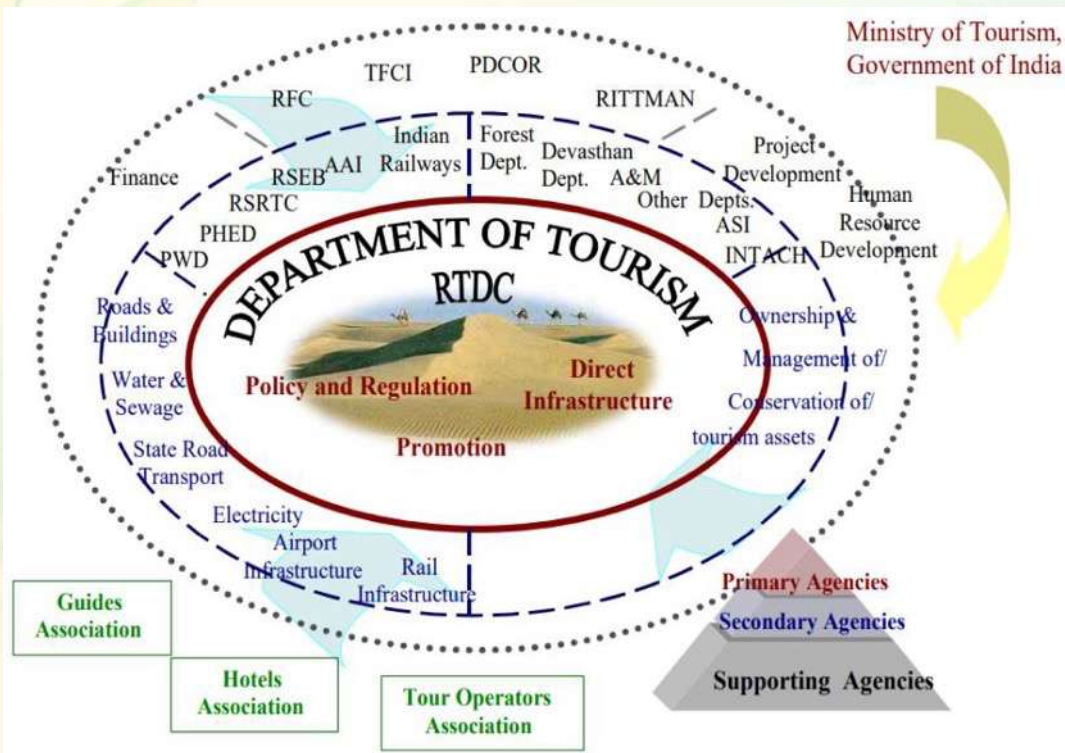 Ministry of Tourism,
Government of India
TFCI
PDCOR
RFC
RITTMAN
Finance
Project
Development
Human
Resource
Development
Indian
Railways
AAI
RSEB
RSRTC
PHED
PWD
Forest
Dept.
Devasthan
Dept.
A&M
Other Depts.
ASI
INTACH
DEPARTMENT OF TOURISM
RTDC
Policy and Regulation
Direct
Infrastructure
Promotion
Roads &
Buildings
Water &
Sewage
State Road
Transport
Electricity
Airport
Infrastructure
Rail
Infrastructure
Ownership &
Management of/
Conservation of/
tourism assets
Primary Agencies
Secondary Agencies
Supporting Agencies
Guides
Association
Hotels
Association
Tour Operators
Association